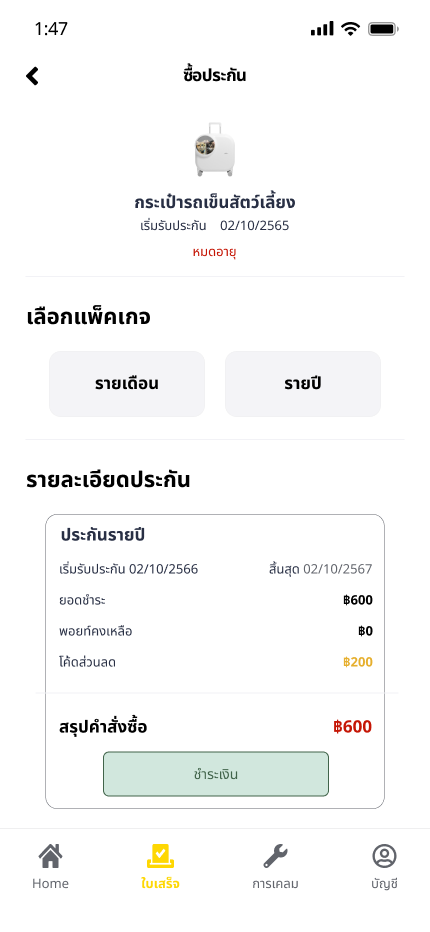 1:47
ซื้อประกัน
กระเป๋ารถเข็นสัตว์เลี้ยง
เริ่มรับประกัน 02/10/2565
หมดอายุ
เลือกแพ็คเกจ
รายเดือน รายปี
รายละเอียดประกัน
ประกันรายปี
เริ่มรับประกัน 02/10/2566 สิ้นสุด 02/10/2567
ยอดชำระ ฿600
พอยท์คงเหลือ ฿0
โค้ดส่วนลด ฿200
สรุปคำสั่งซื้อ ฿600
ชำระเงิน
Home ใบเสร็จ การเคลม บัญชี